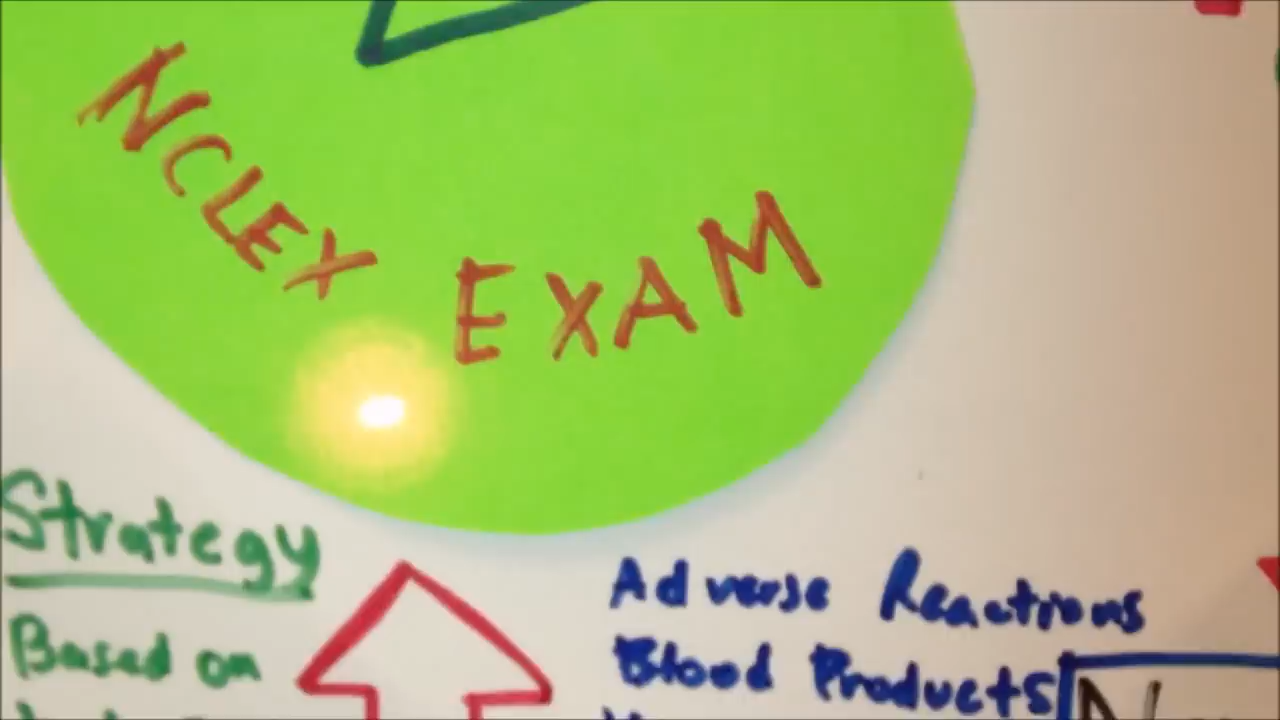 NCLEX EXAM
Strategy
Based on
Adverse Reactions
Blood Products